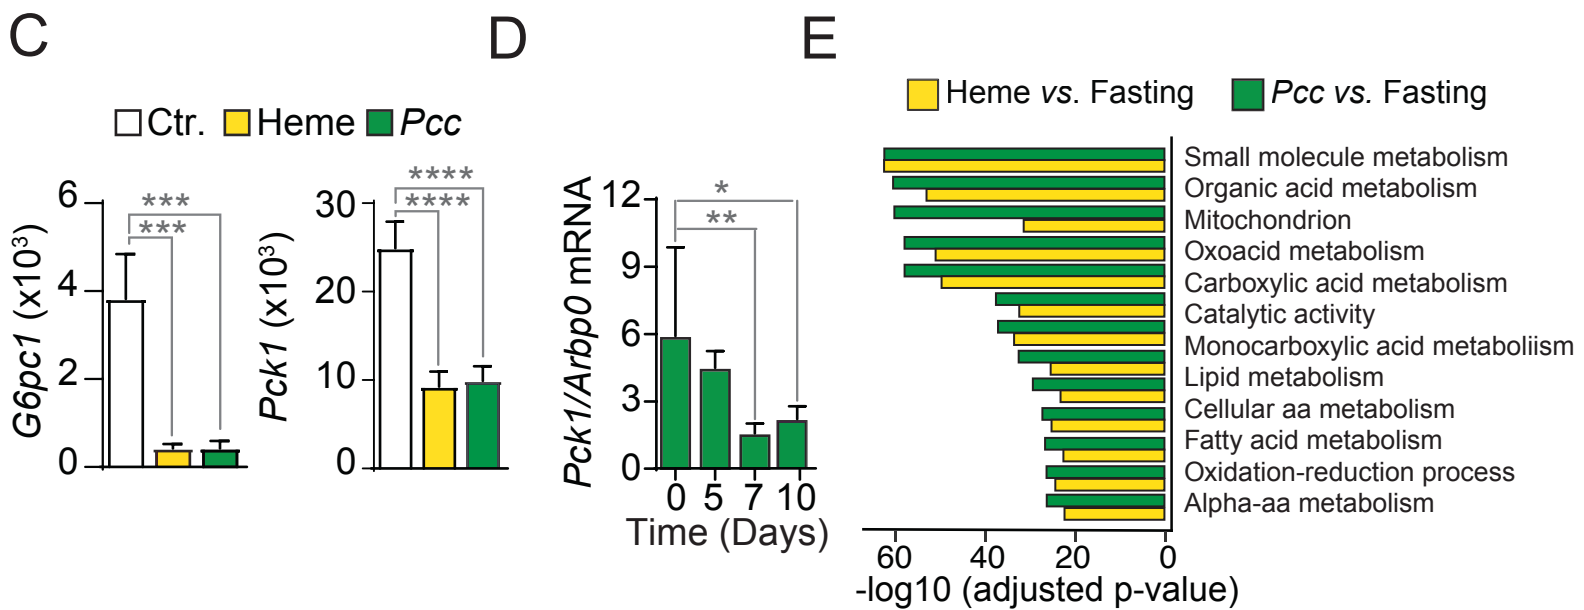 C
D
E
Ctr. Heme Pcc
Heme vs. Fasting Pcc vs. Fasting
G6pc1 (x10³)
6
4
2
0
***
***
Pck1 (x10³)
30
20
10
0
****
****
Pck1/Arbp0 mRNA
12
9
6
3
0
*
**
0 5 7 10
Time (Days)
Small molecule metabolism
Organic acid metabolism
Mitochondrion
Oxoacid metabolism
Carboxylic acid metabolism
Catalytic activity
Monocarboxylic acid metaboliism
Lipid metabolism
Cellular aa metabolism
Fatty acid metabolism
Oxidation-reduction process
Alpha-aa metabolism
60 40 20 0
-log10 (adjusted p-value)